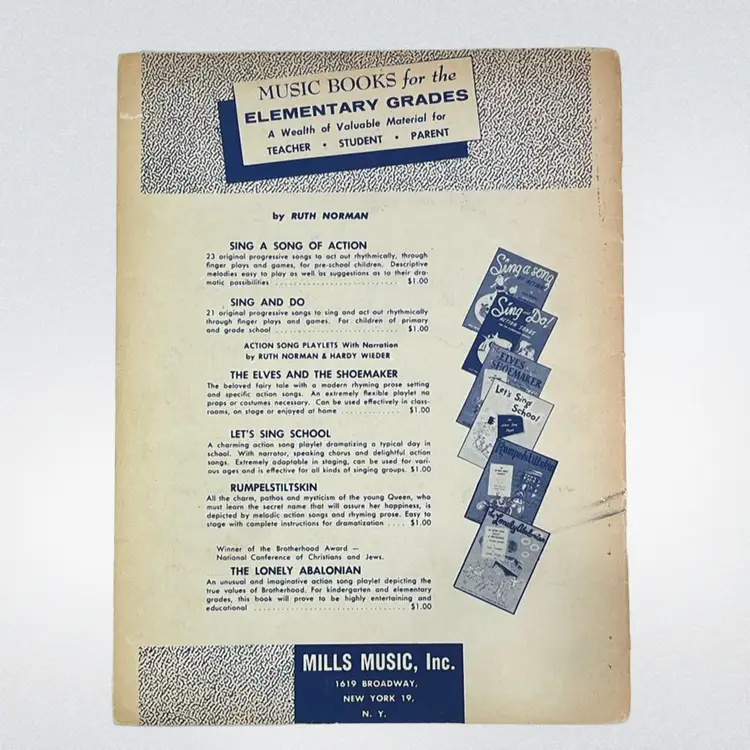 MUSIC BOOKS for the
ELEMENTARY GRADES
A Wealth of Valuable Material for
TEACHER • STUDENT • PARENT
by RUTH NORMAN
SING A SONG OF ACTION
23 original progressive songs to act out rhythmically, through
finger plays and games, for pre-school children. Descriptive
melodies easy to play as well as suggestions as to their dra-
matic possibilities ............................ $1.00
SING AND DO
21 original progressive songs to sing and act out rhythmically
through finger plays and games. For children of primary
and grade school ............................ $1.00
ACTION SONG PLAYLETS With Narration
by RUTH NORMAN & HARDY WIEDER
THE ELVES AND THE SHOEMAKER
The beloved fairy tale with a modern rhyming prose setting
and specific action songs. An extremely flexible playlet no
props or costumes necessary. Can be used effectively in class-
rooms, on stage or enjoyed at home ............. $1.00
LET'S SING SCHOOL
A charming action song playlet dramatizing a typical day in
school. With narrator, speaking chorus and delightful action
songs. Extremely adaptable in staging, can be used for vari-
ous ages and is effective for all kinds of singing groups. $1.00
RUMPELSTILTSKIN
All the charm, pathos and mysticism of the young Queen, who
must learn the secret name that will assure her happiness, is
depicted by melodic action songs and rhyming prose. Easy to
stage with complete instructions for dramatization .... $1.00
Winner of the Brotherhood Award —
National Conference of Christians and Jews.
THE LONELY ABALONIAN
An unusual and imaginative action song playlet depicting the
true values of Brotherhood. For kindergarten and elementary
grades, this book will prove to be highly entertaining and
educational ................................ $1.00
Sing a song
of ACTION
Sing and Do!
ACTION SONGS
ELVES
SHOEMAKER
Let's Sing
School
Rumpelstiltskin
The Lonely Abalonian
MILLS MUSIC, Inc.
1619 BROADWAY,
NEW YORK 19,
N. Y.